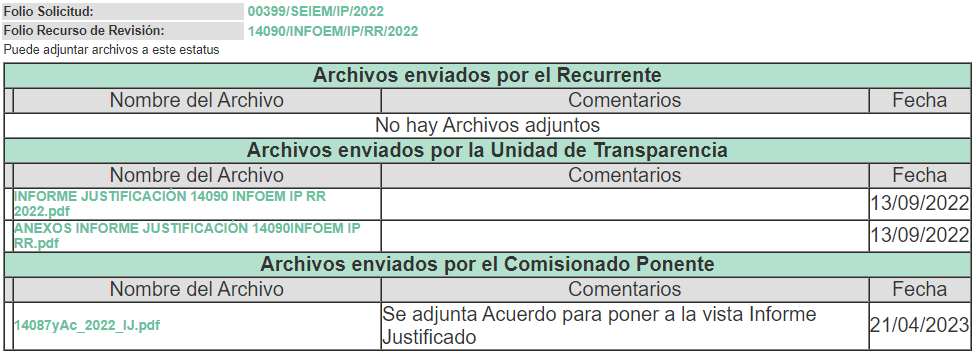 Folio Solicitud: 00399/SEIEM/IP/2022
Folio Recurso de Revisión: 14090/INFOEM/IP/RR/2022
Puede adjuntar archivos a este estatus
Archivos enviados por el Recurrente
Nombre del Archivo Comentarios Fecha
No hay Archivos adjuntos
Archivos enviados por la Unidad de Transparencia
Nombre del Archivo Comentarios Fecha
INFORME JUSTIFICACIÓN 14090 INFOEM IP RR
2022.pdf 13/09/2022
ANEXOS INFORME JUSTIFICACIÓN 14090INFOEM IP
RR.pdf 13/09/2022
Archivos enviados por el Comisionado Ponente
Nombre del Archivo Comentarios Fecha
14087yAc_2022_IJ.pdf Se adjunta Acuerdo para poner a la vista Informe
Justificado 21/04/2023